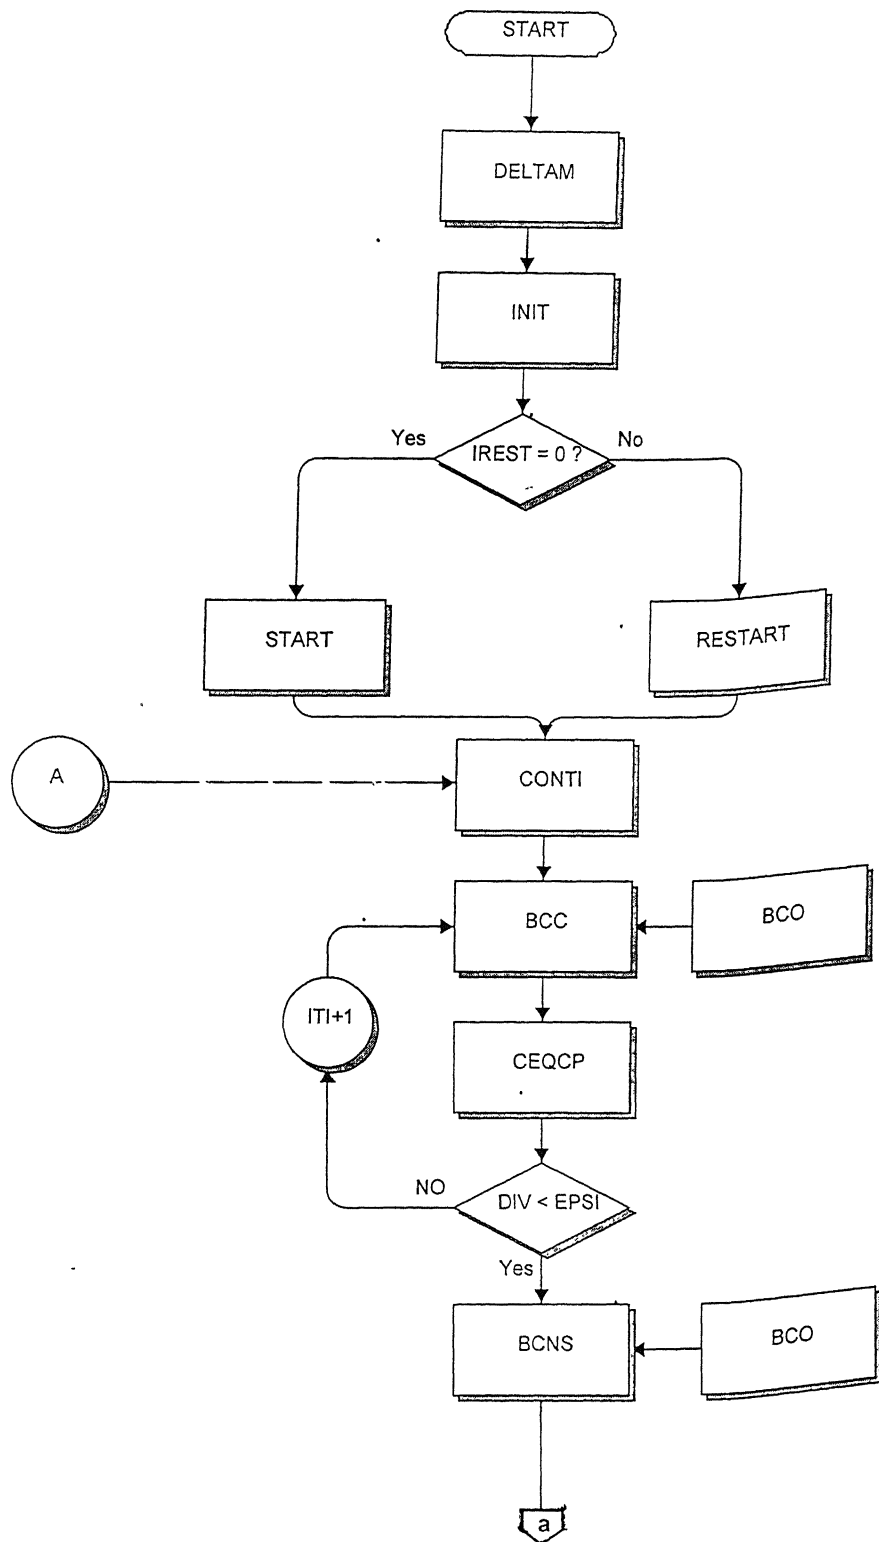 START
DELTAM
INIT
Yes
IREST = 0 ?
No
START
RESTART
A
CONTI
BCC
BCO
ITI+1
CEQCP
NO
DIV < EPSI
Yes
BCNS
BCO
a